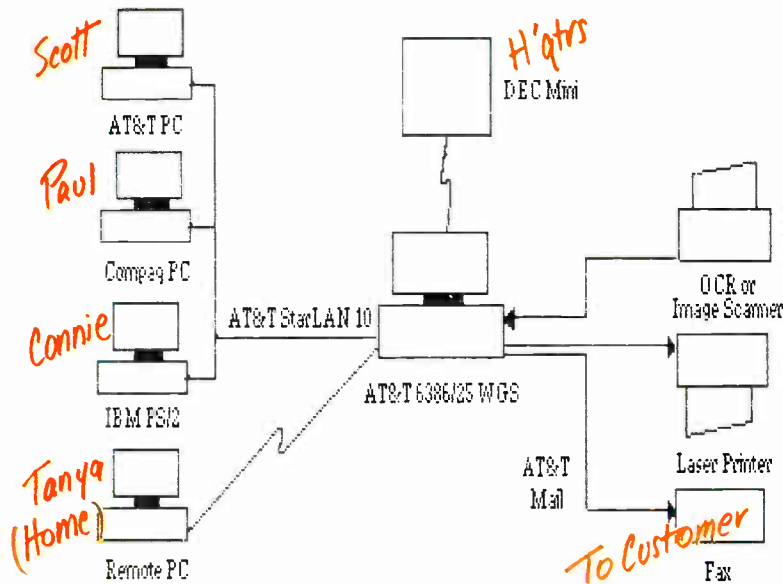 Scott
AT&T PC
H'qtrs
DEC Mini
Paul
Compaq PC
OCR or
Image Scanner
Connie
AT&T StarLAN 10
IBM PS/2
AT&T 6386/25 WGS
Laser Printer
Tanya
(Home)
Remote PC
AT&T
Mail
To Customer
Fax